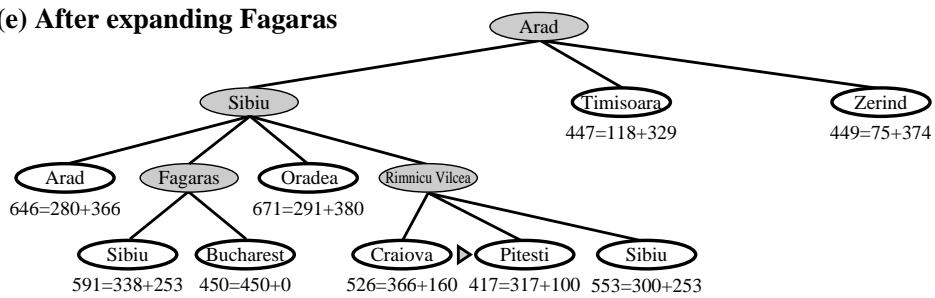 (e) After expanding Fagaras
Arad
Sibiu
Timisoara
Zerind
447=118+329
449=75+374
Arad
Fagaras
Oradea
Rimnicu Vilcea
646=280+366
671=291+380
Sibiu
Bucharest
Craiova
Pitesti
Sibiu
591=338+253
450=450+0
526=366+160
417=317+100
553=300+253